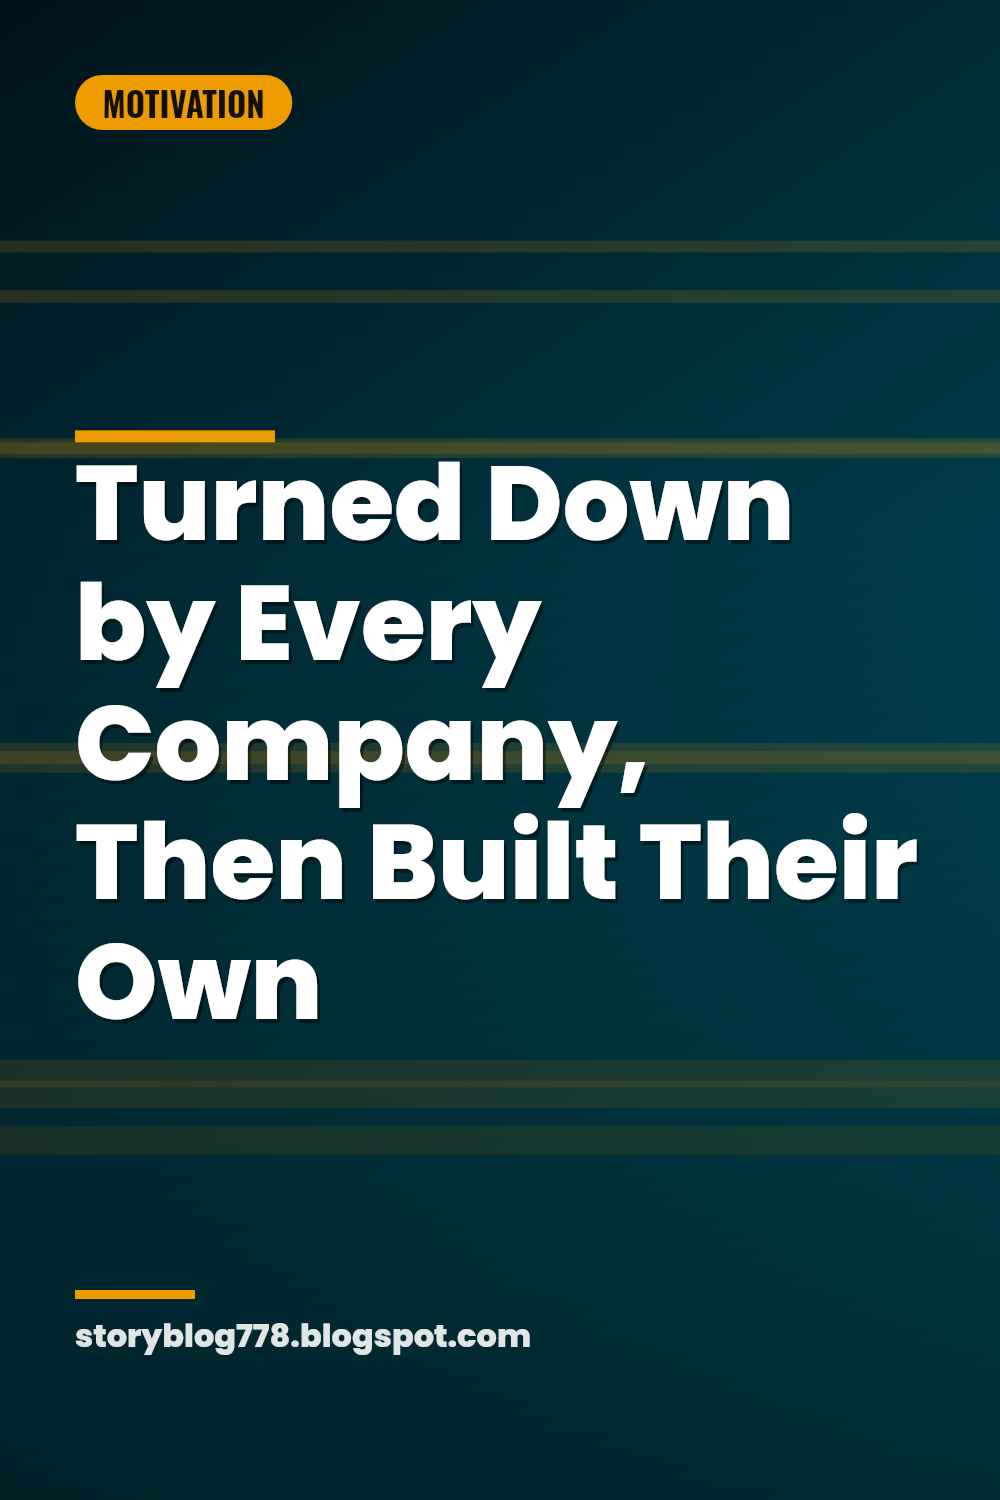 MOTIVATION
Turned Down
by Every
Company,
Then Built Their
Own
storyblog778.blogspot.com